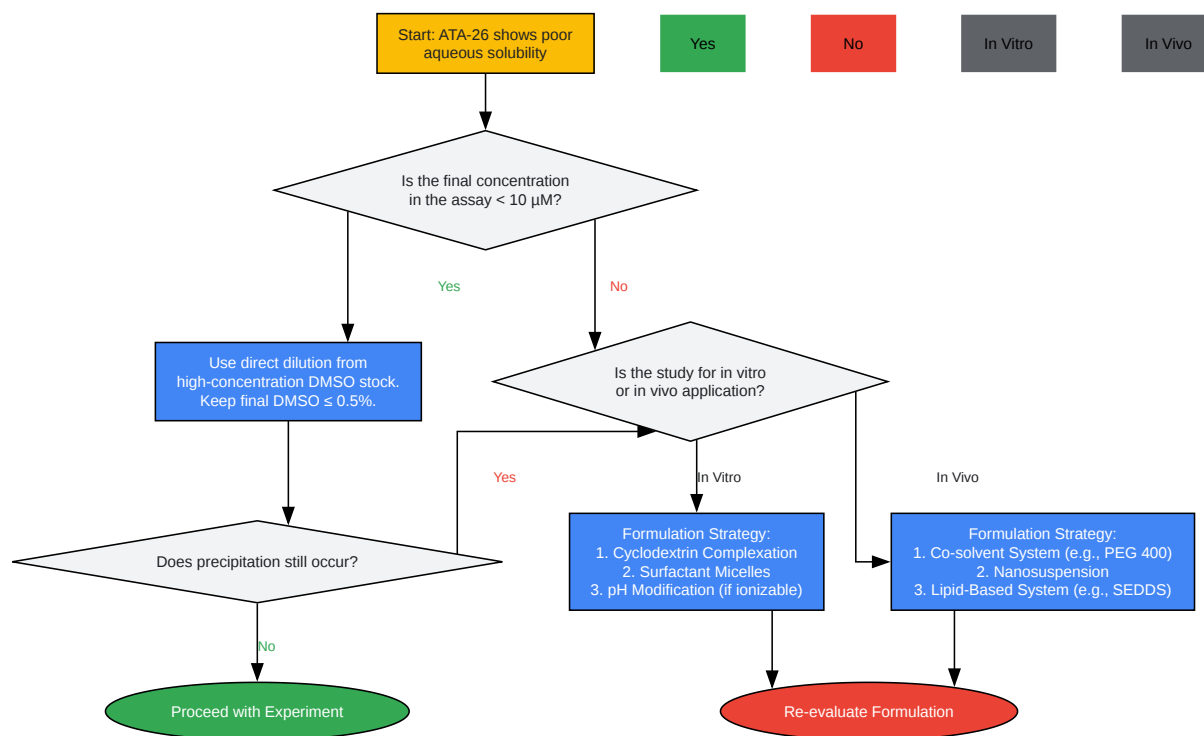 Start: ATA-26 shows poor
aqueous solubility
Yes
No
In Vitro
In Vivo
Is the final concentration
in the assay < 10 µM?
Yes
No
Use direct dilution from
high-concentration DMSO stock.
Keep final DMSO ≤ 0.5%.
Is the study for in vitro
or in vivo application?
Yes
In Vitro
In Vivo
Does precipitation still occur?
Formulation Strategy:
1. Cyclodextrin Complexation
2. Surfactant Micelles
3. pH Modification (if ionizable)
Formulation Strategy:
1. Co-solvent System (e.g., PEG 400)
2. Nanosuspension
3. Lipid-Based System (e.g., SEDDS)
No
Proceed with Experiment
Re-evaluate Formulation